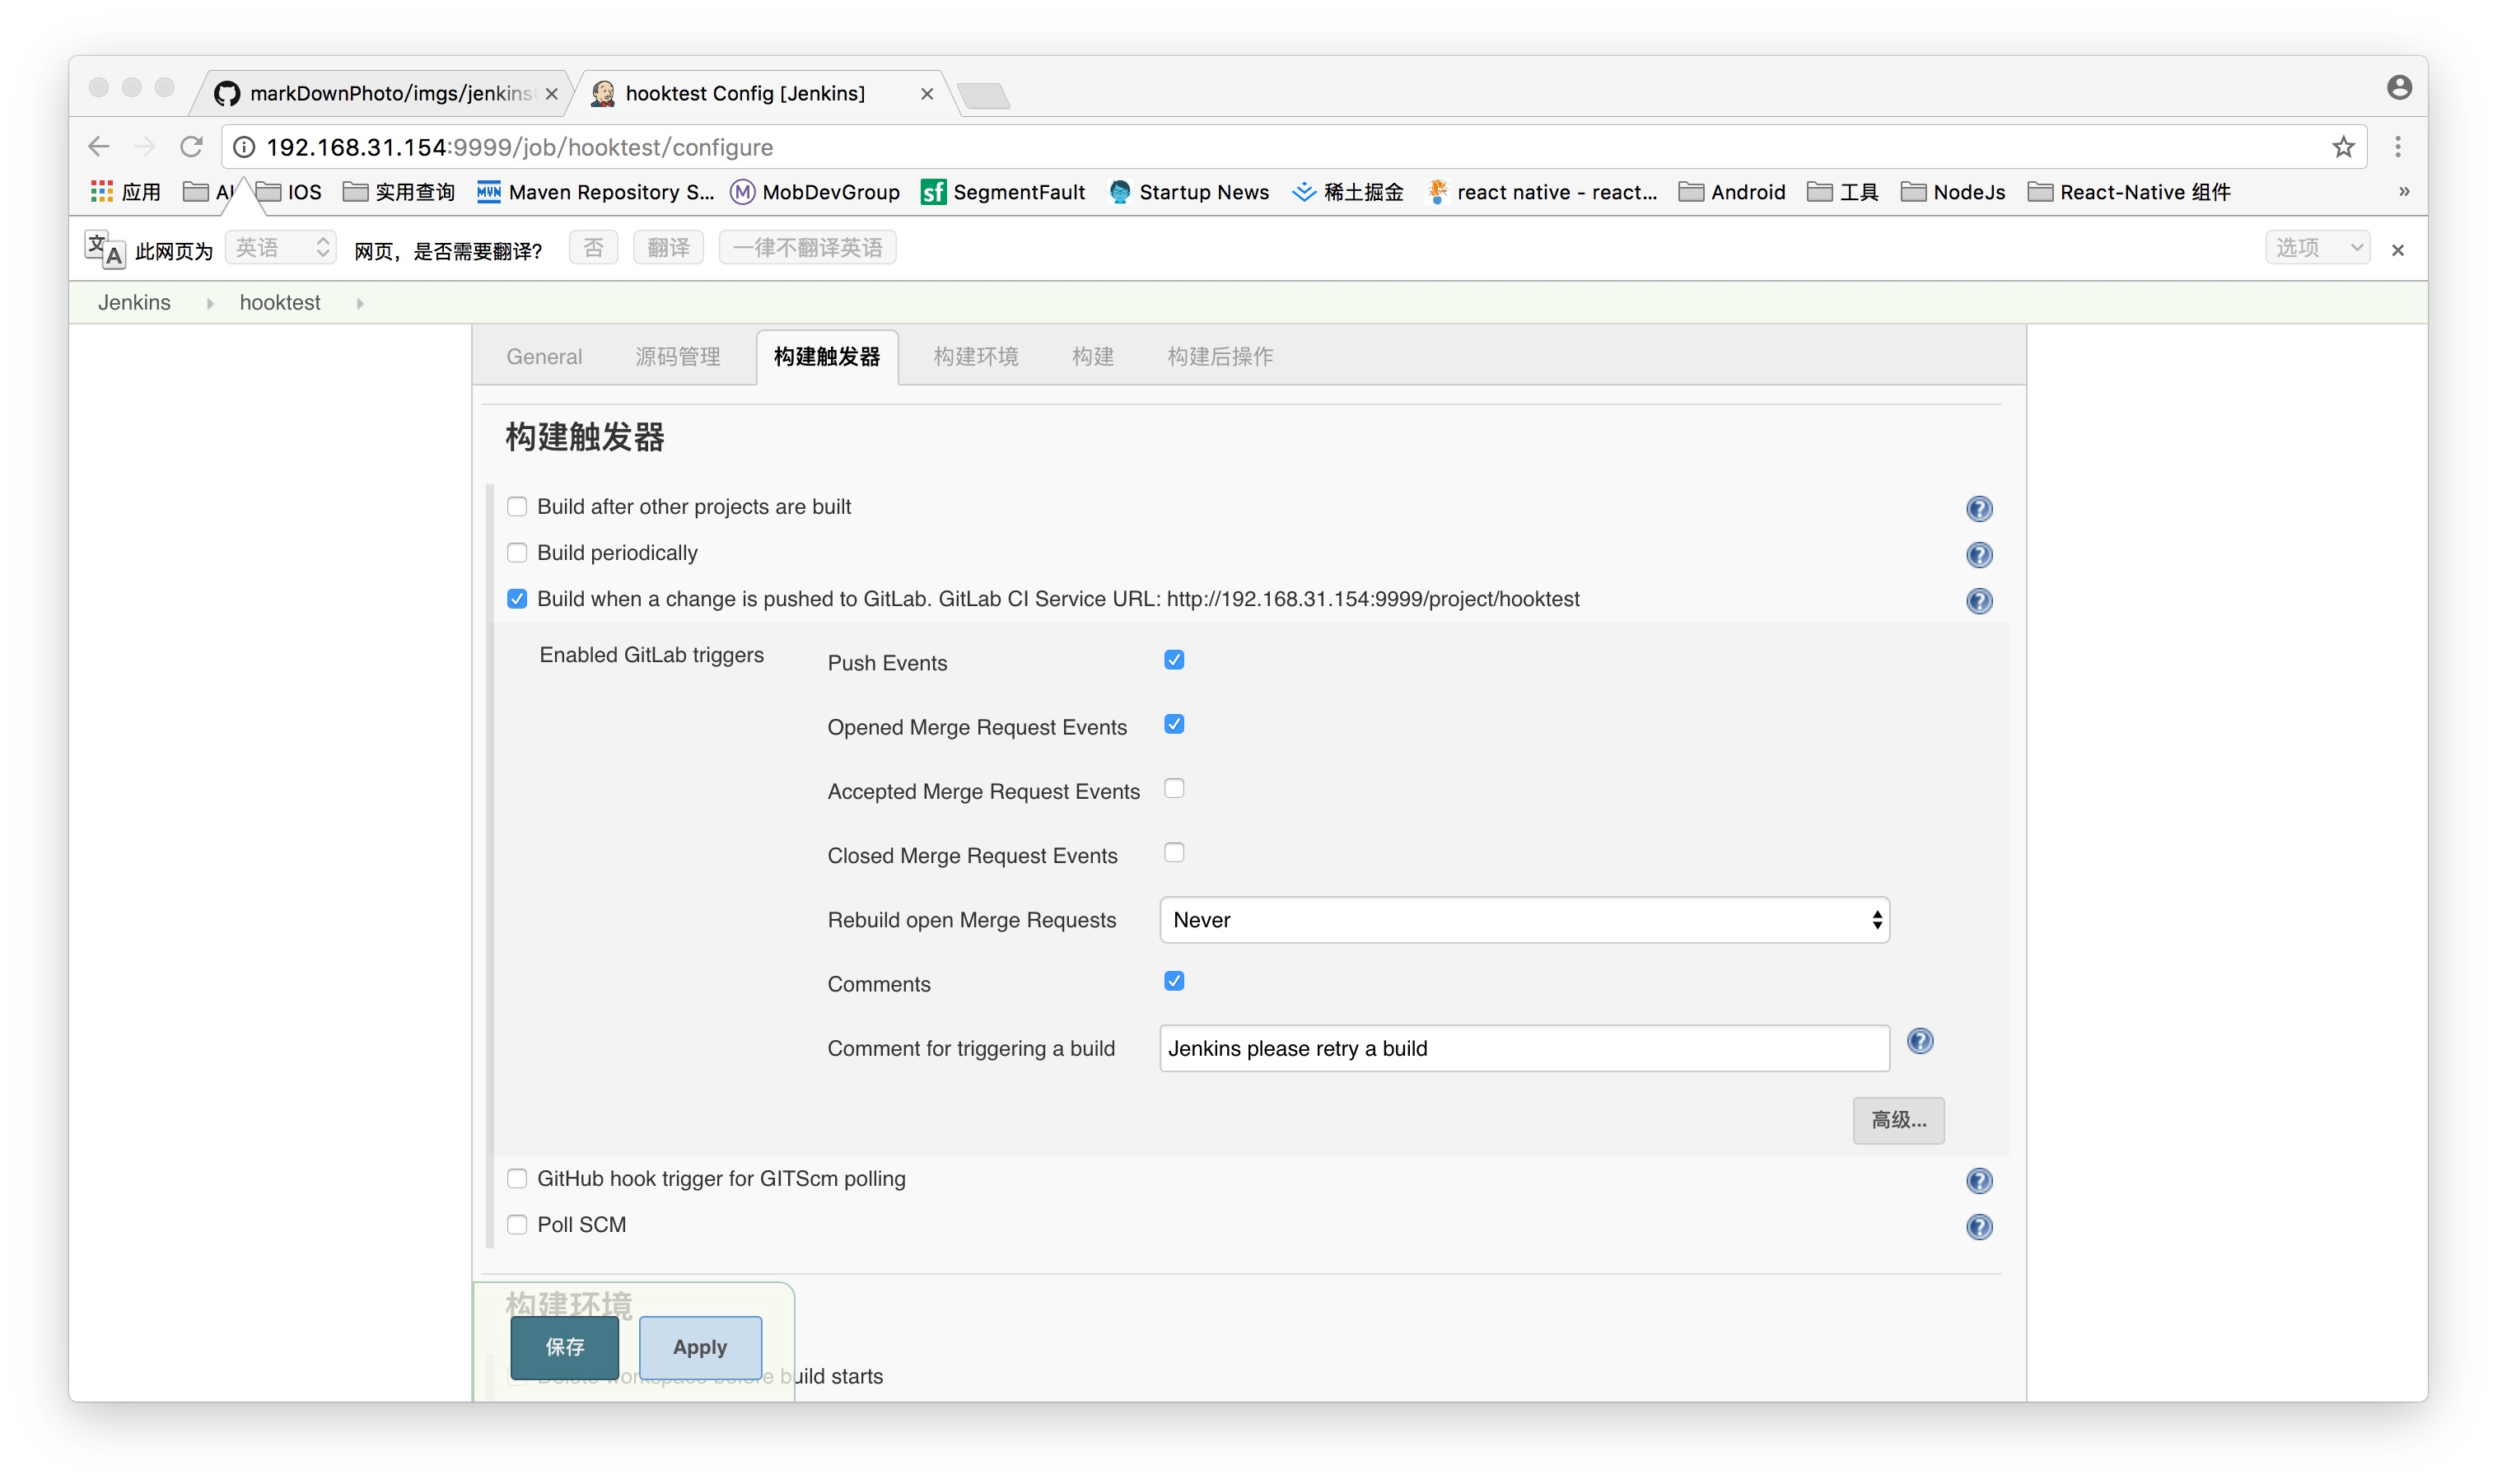 markDownPhoto/imgs/jenkins
hooktest Config [Jenkins]
192.168.31.154:9999/job/hooktest/configure
应用 IOS 实用查询 MVN Maven Repository S... M MobDevGroup sf SegmentFault Startup News 稀土掘金 react native - react... Android 工具 NodeJs React-Native 组件 »
文A 此网页为 英语 网页，是否需要翻译? 否 翻译 一律不翻译英语 选项
Jenkins hooktest
General 源码管理 构建触发器 构建环境 构建 构建后操作
构建触发器
Build after other projects are built ?
Build periodically ?
Build when a change is pushed to GitLab. GitLab CI Service URL: http://192.168.31.154:9999/project/hooktest ?
Enabled GitLab triggers Push Events
Opened Merge Request Events
Accepted Merge Request Events
Closed Merge Request Events
Rebuild open Merge Requests Never
Comments
Comment for triggering a build Jenkins please retry a build ?
高级...
GitHub hook trigger for GITScm polling ?
Poll SCM ?
构建环境
保存 Apply
Delete workspace before build starts